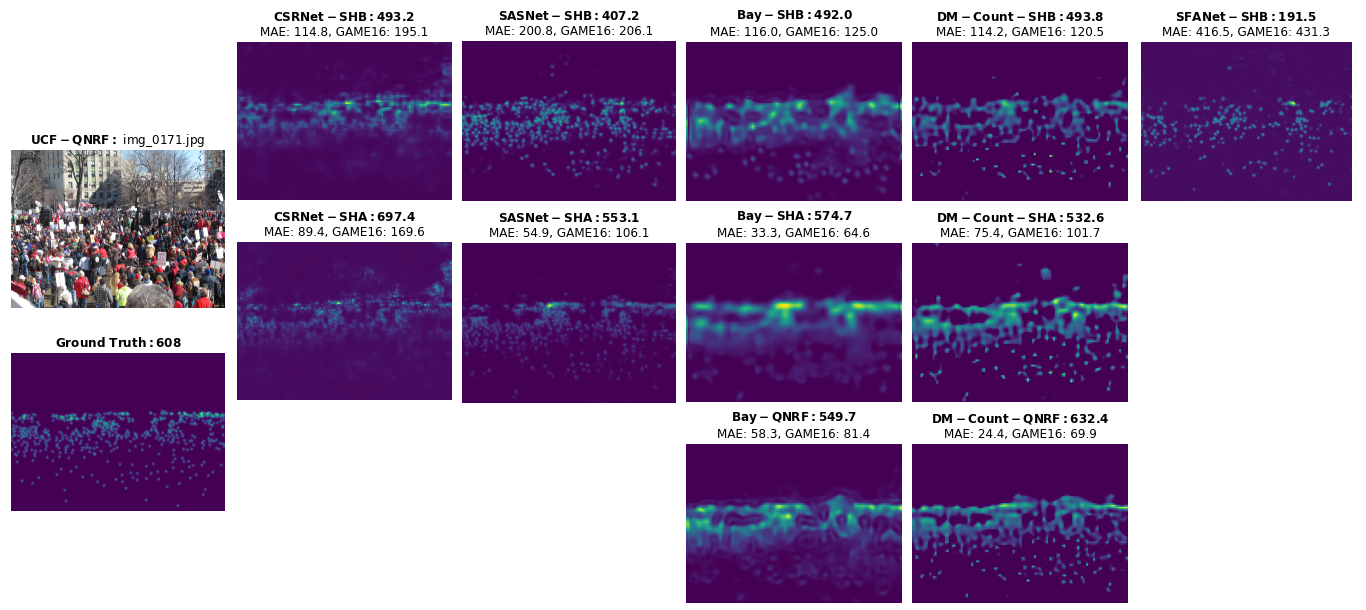 CSRNet-SHB: 493.2
MAE: 114.8, GAME16: 195.1
SASNet-SHB: 407.2
MAE: 200.8, GAME16: 206.1
Bay-SHB: 492.0
MAE: 116.0, GAME16: 125.0
DM-Count-SHB: 493.8
MAE: 114.2, GAME16: 120.5
SFANet-SHB: 191.5
MAE: 416.5, GAME16: 431.3
UCF-QNRF: img_0171.jpg
CSRNet-SHA: 697.4
MAE: 89.4, GAME16: 169.6
SASNet-SHA: 553.1
MAE: 54.9, GAME16: 106.1
Bay-SHA: 574.7
MAE: 33.3, GAME16: 64.6
DM-Count-SHA: 532.6
MAE: 75.4, GAME16: 101.7
Ground Truth: 608
Bay-QNRF: 549.7
MAE: 58.3, GAME16: 81.4
DM-Count-QNRF: 632.4
MAE: 24.4, GAME16: 69.9